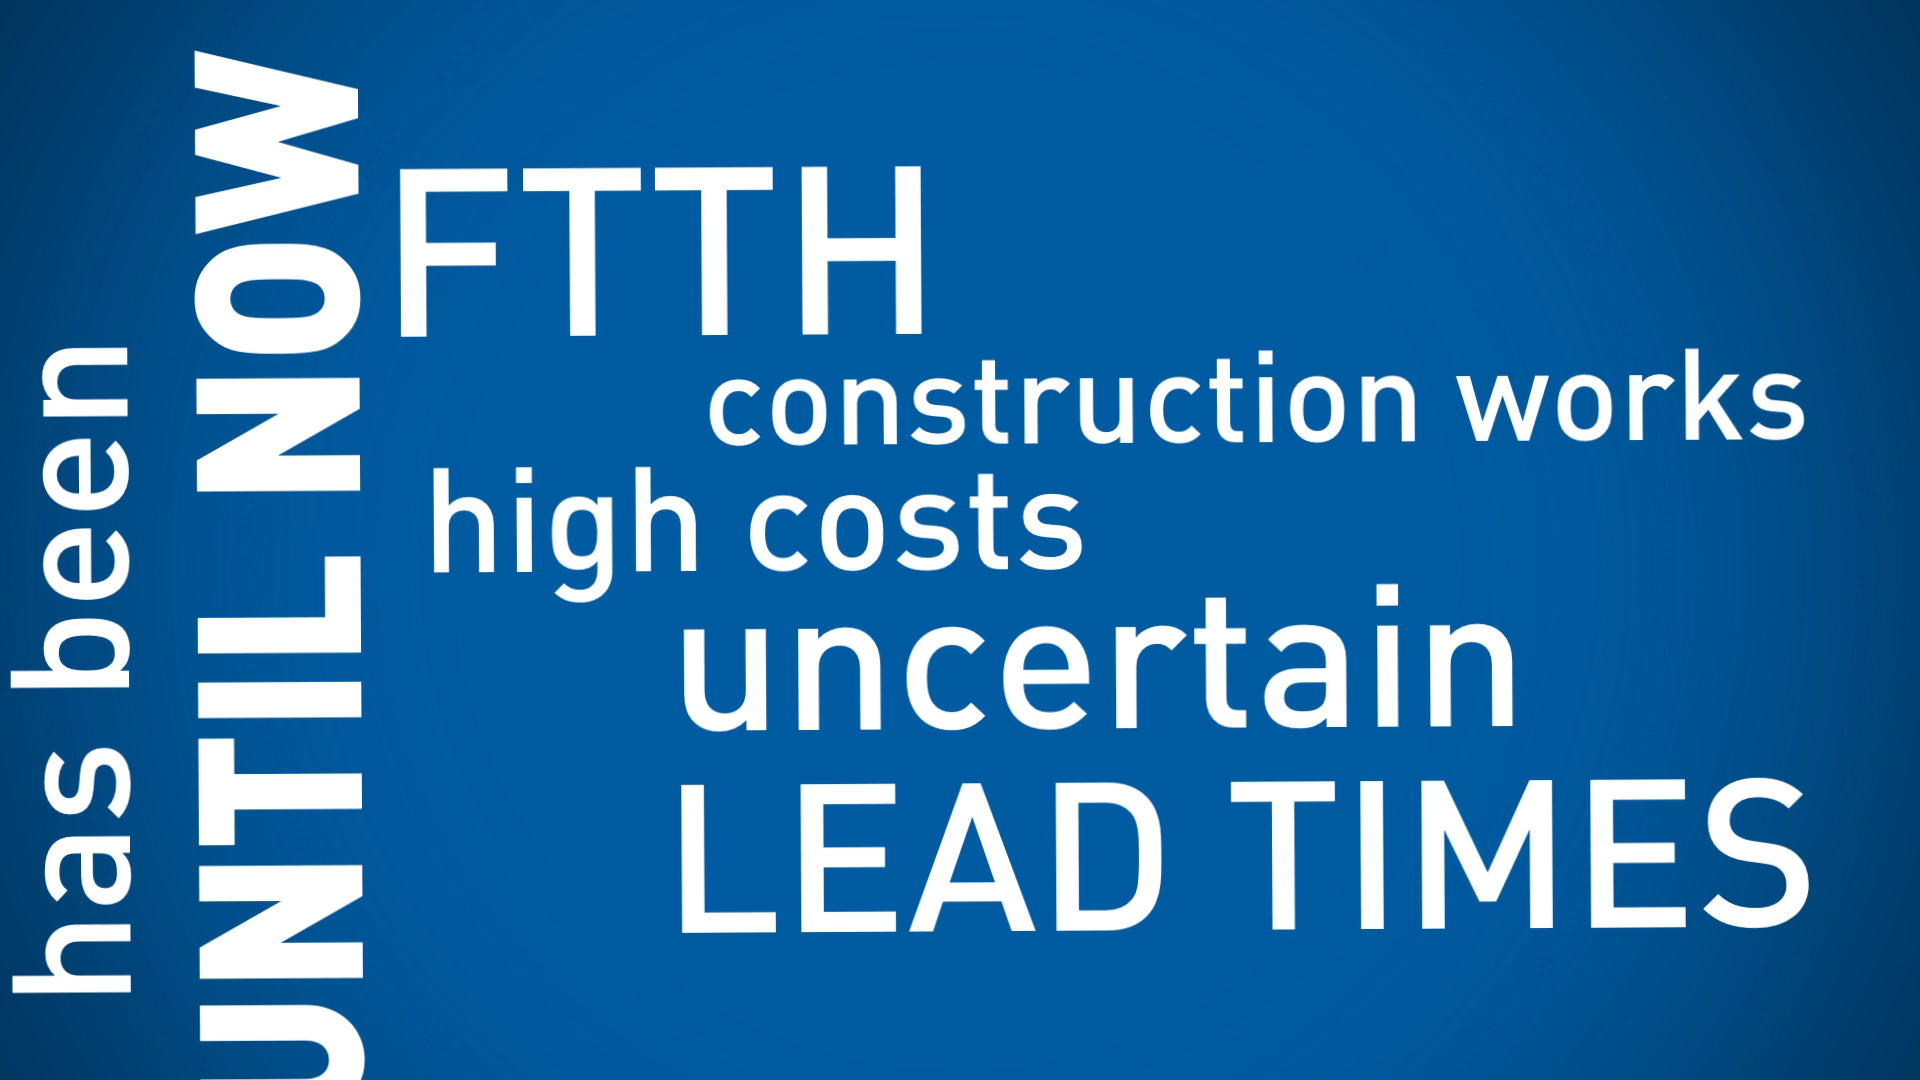 has been
UNTIL NOW
FTTH
construction works
high costs
uncertain
LEAD TIMES